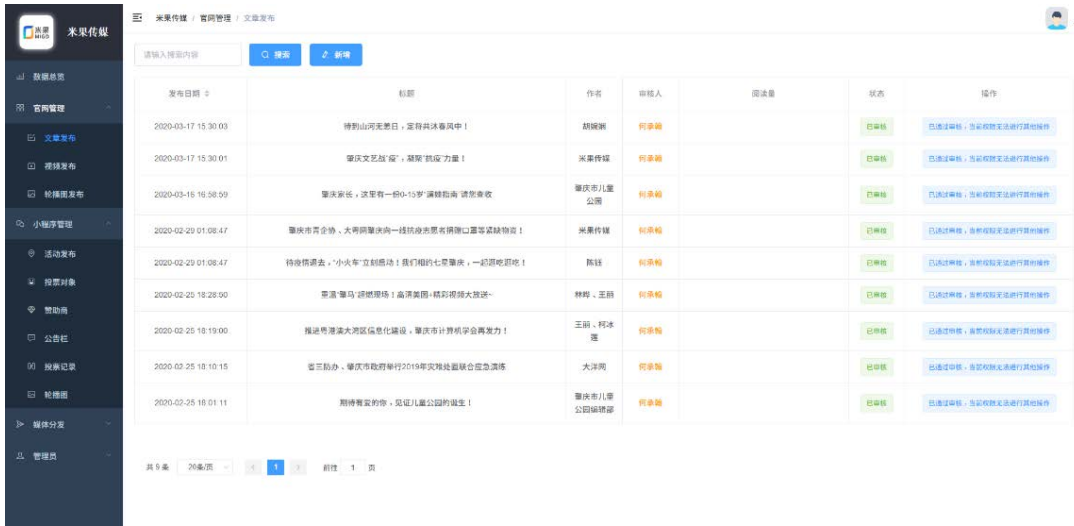 米果 MIGO
米果传媒
米果传媒 / 官网管理 / 文章发布
数据总览
官网管理
文章发布
视频发布
轮播图发布
小程序管理
活动发布
投票对象
赞助商
公告栏
投票记录
轮播图
媒体分发
管理员
请输入搜索内容
搜索
新增
发布日期 标题 作者 审核人 阅读量 状态 操作
2020-03-17 15:30:03 待到山河无恙日，定将共沐春风中！ 胡婉娴 何承翰 已审核 已通过审核，当前权限无法进行其他操作
2020-03-17 15:30:01 肇庆文艺战"疫"，凝聚"抗疫"力量！ 米果传媒 何承翰 已审核 已通过审核，当前权限无法进行其他操作
2020-03-15 16:58:59 肇庆家长，这里有一份0-15岁"演练指南"请您查收 肇庆市儿童公园 何承翰 已审核 已通过审核，当前权限无法进行其他操作
2020-02-29 01:08:47 肇庆市青企协、大粤网肇庆向一线抗疫志愿者捐赠口罩等紧缺物资！ 米果传媒 何承翰 已审核 已通过审核，当前权限无法进行其他操作
2020-02-29 01:08:47 待疫情退去，"小火车"立刻启动！我们相约七星肇庆，一起逛吃逛吃！ 陈钰 何承翰 已审核 已通过审核，当前权限无法进行其他操作
2020-02-25 18:28:50 重温"肇马"超燃现场！高清美图+精彩视频大放送~ 林晔、王丽 何承翰 已审核 已通过审核，当前权限无法进行其他操作
2020-02-25 18:19:00 推进粤港澳大湾区信息化建设，肇庆市计算机学会再发力！ 王丽、柯冰莲 何承翰 已审核 已通过审核，当前权限无法进行其他操作
2020-02-25 18:10:15 省三防办、肇庆市政府举行2019年灾难处置联合应急演练 大洋网 何承翰 已审核 已通过审核，当前权限无法进行其他操作
2020-02-25 18:01:11 期待有爱的你，见证儿童公园的诞生！ 肇庆市儿童公园编辑部 何承翰 已审核 已通过审核，当前权限无法进行其他操作
共 9 条 20条/页 1 前往 1 页